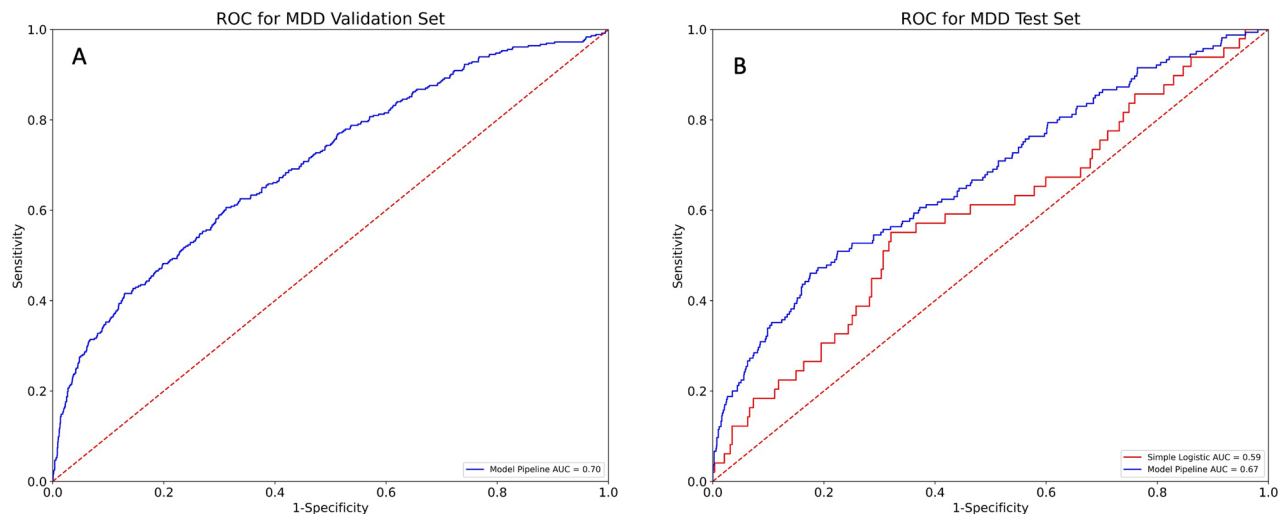 ROC for MDD Validation Set
A
1.0
0.8
0.6
0.4
0.2
0.0
Sensitivity
0.0 0.2 0.4 0.6 0.8 1.0
1-Specificity
Model Pipeline AUC = 0.70
ROC for MDD Test Set
B
1.0
0.8
0.6
0.4
0.2
0.0
Sensitivity
0.0 0.2 0.4 0.6 0.8 1.0
1-Specificity
Simple Logistic AUC = 0.59
Model Pipeline AUC = 0.67